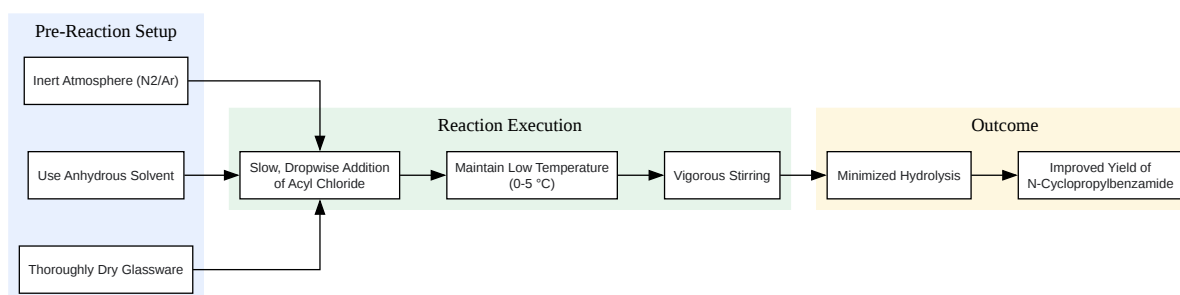 Pre-Reaction Setup
Inert Atmosphere (N2/Ar)
Use Anhydrous Solvent
Thoroughly Dry Glassware
Reaction Execution
Slow, Dropwise Addition
of Acyl Chloride
Maintain Low Temperature
(0-5 °C)
Vigorous Stirring
Outcome
Minimized Hydrolysis
Improved Yield of
N-Cyclopropylbenzamide